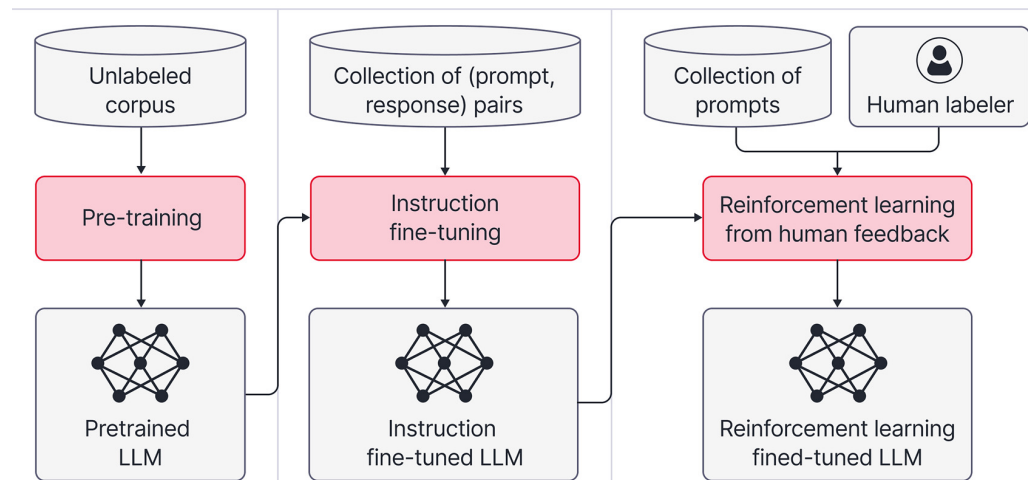 Unlabeled
corpus
Collection of (prompt,
response) pairs
Collection of
prompts
Human labeler
Pre-training
Instruction
fine-tuning
Reinforcement learning
from human feedback
Pretrained
LLM
Instruction
fine-tuned LLM
Reinforcement learning
fined-tuned LLM